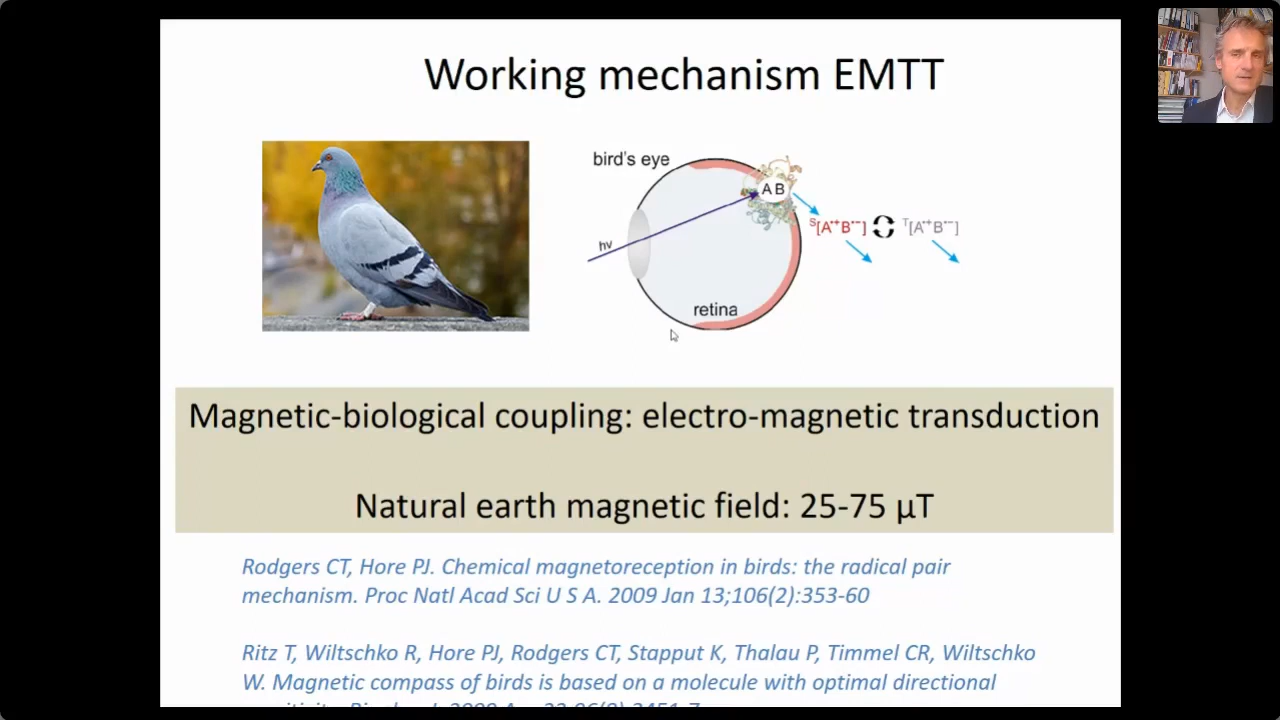 Working mechanism EMTT
bird's eye
A B
hν
S[A•+B•−] T[A•+B•−]
retina
Magnetic-biological coupling: electro-magnetic transduction
Natural earth magnetic field: 25-75 µT
Rodgers CT, Hore PJ. Chemical magnetoreception in birds: the radical pair
mechanism. Proc Natl Acad Sci U S A. 2009 Jan 13;106(2):353-60
Ritz T, Wiltschko R, Hore PJ, Rodgers CT, Stapput K, Thalau P, Timmel CR, Wiltschko
W. Magnetic compass of birds is based on a molecule with optimal directional